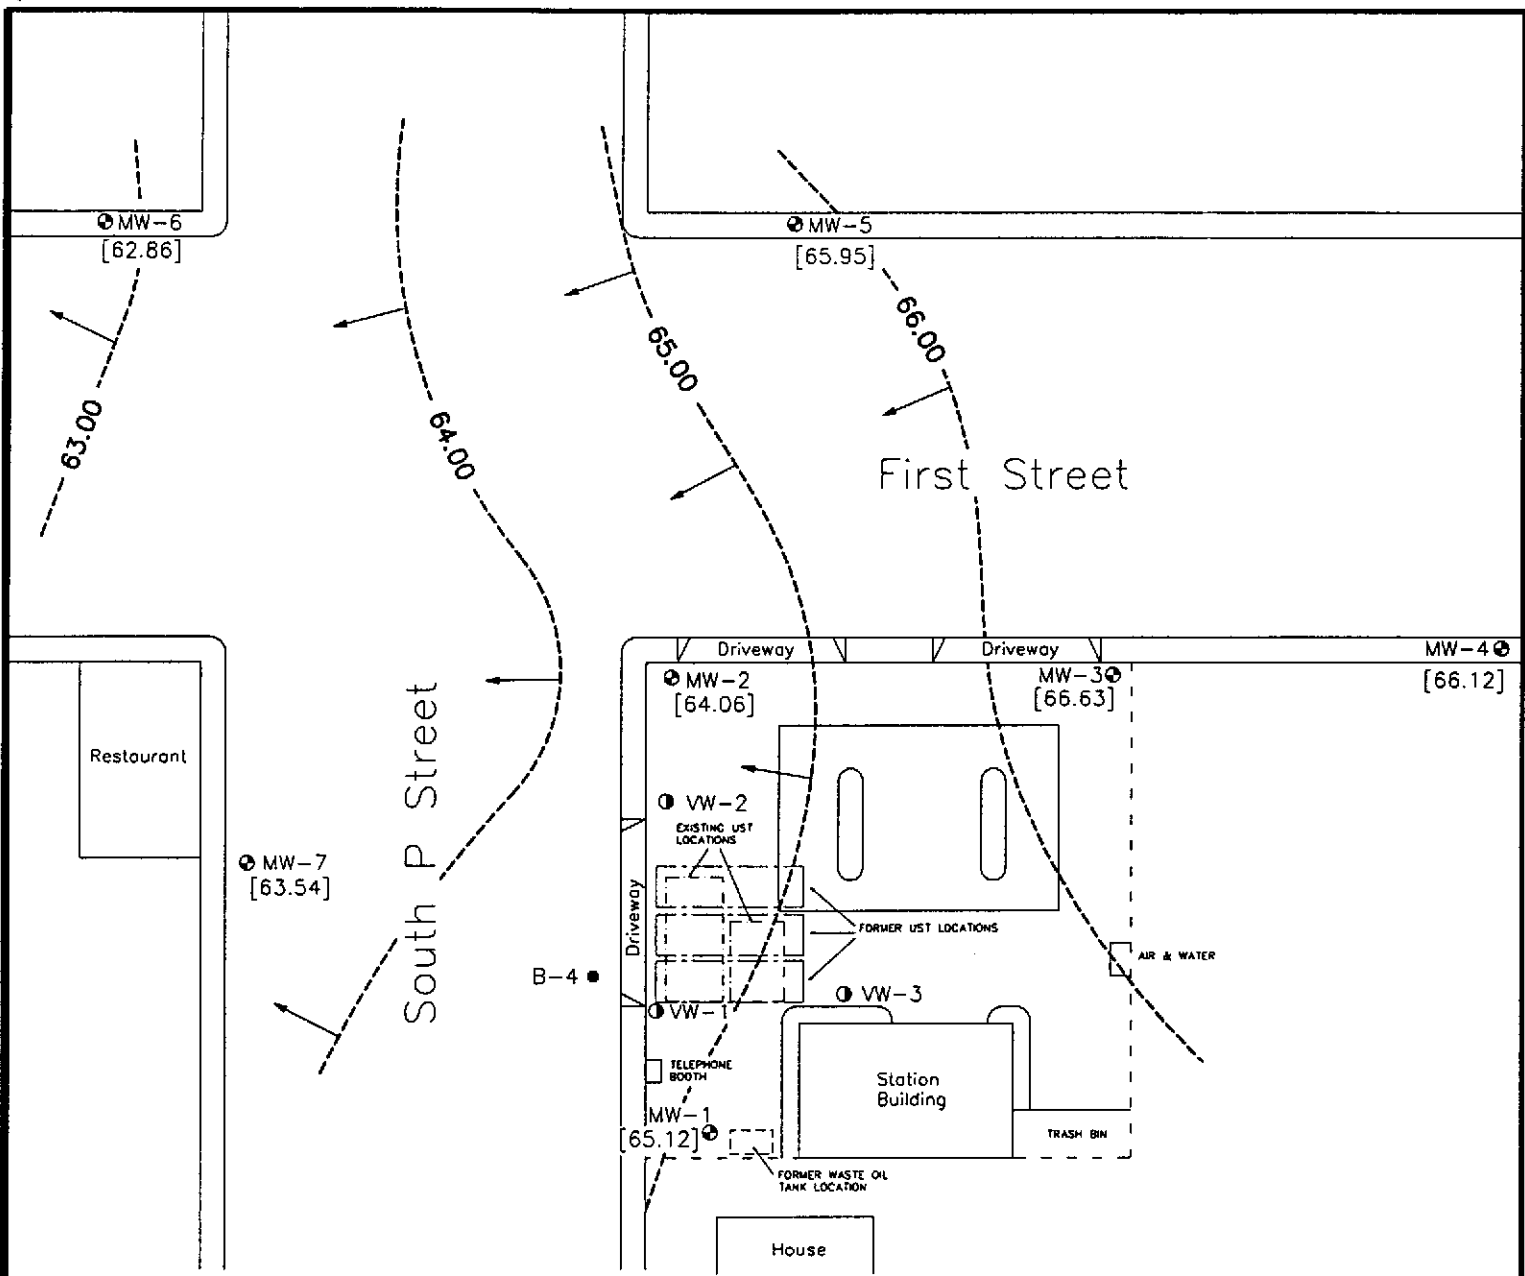 MW-6
[62.86]
MW-5
[65.95]
66.00
65.00
63.00
64.00
First Street
Driveway
Driveway
MW-4
[66.12]
MW-2
[64.06]
MW-3
[66.63]
Restaurant
South P Street
VW-2
EXISTING UST
LOCATIONS
MW-7
[63.54]
Driveway
FORMER UST LOCATIONS
AIR & WATER
B-4
VW-3
VW-1
TELEPHONE
BOOTH
Station
Building
MW-1
[65.12]
TRASH BIN
FORMER WASTE OIL
TANK LOCATION
House